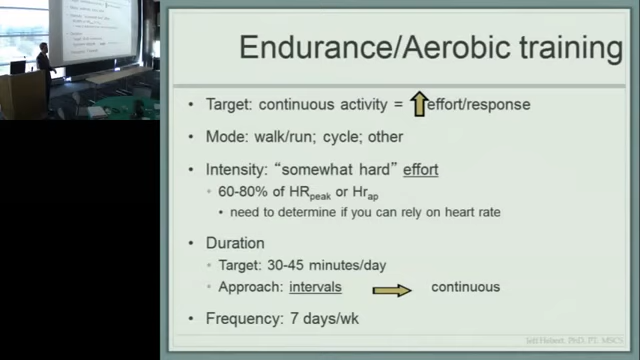 Endurance/Aerobic training
• Target: continuous activity = effort/response
• Mode: walk/run; cycle; other
• Intensity: “somewhat hard” effort
• 60-80% of HRpeak or Hrap
• need to determine if you can rely on heart rate
• Duration
• Target: 30-45 minutes/day
• Approach: intervals continuous
• Frequency: 7 days/wk
Jeff Hebert, PhD, PT, MSCS